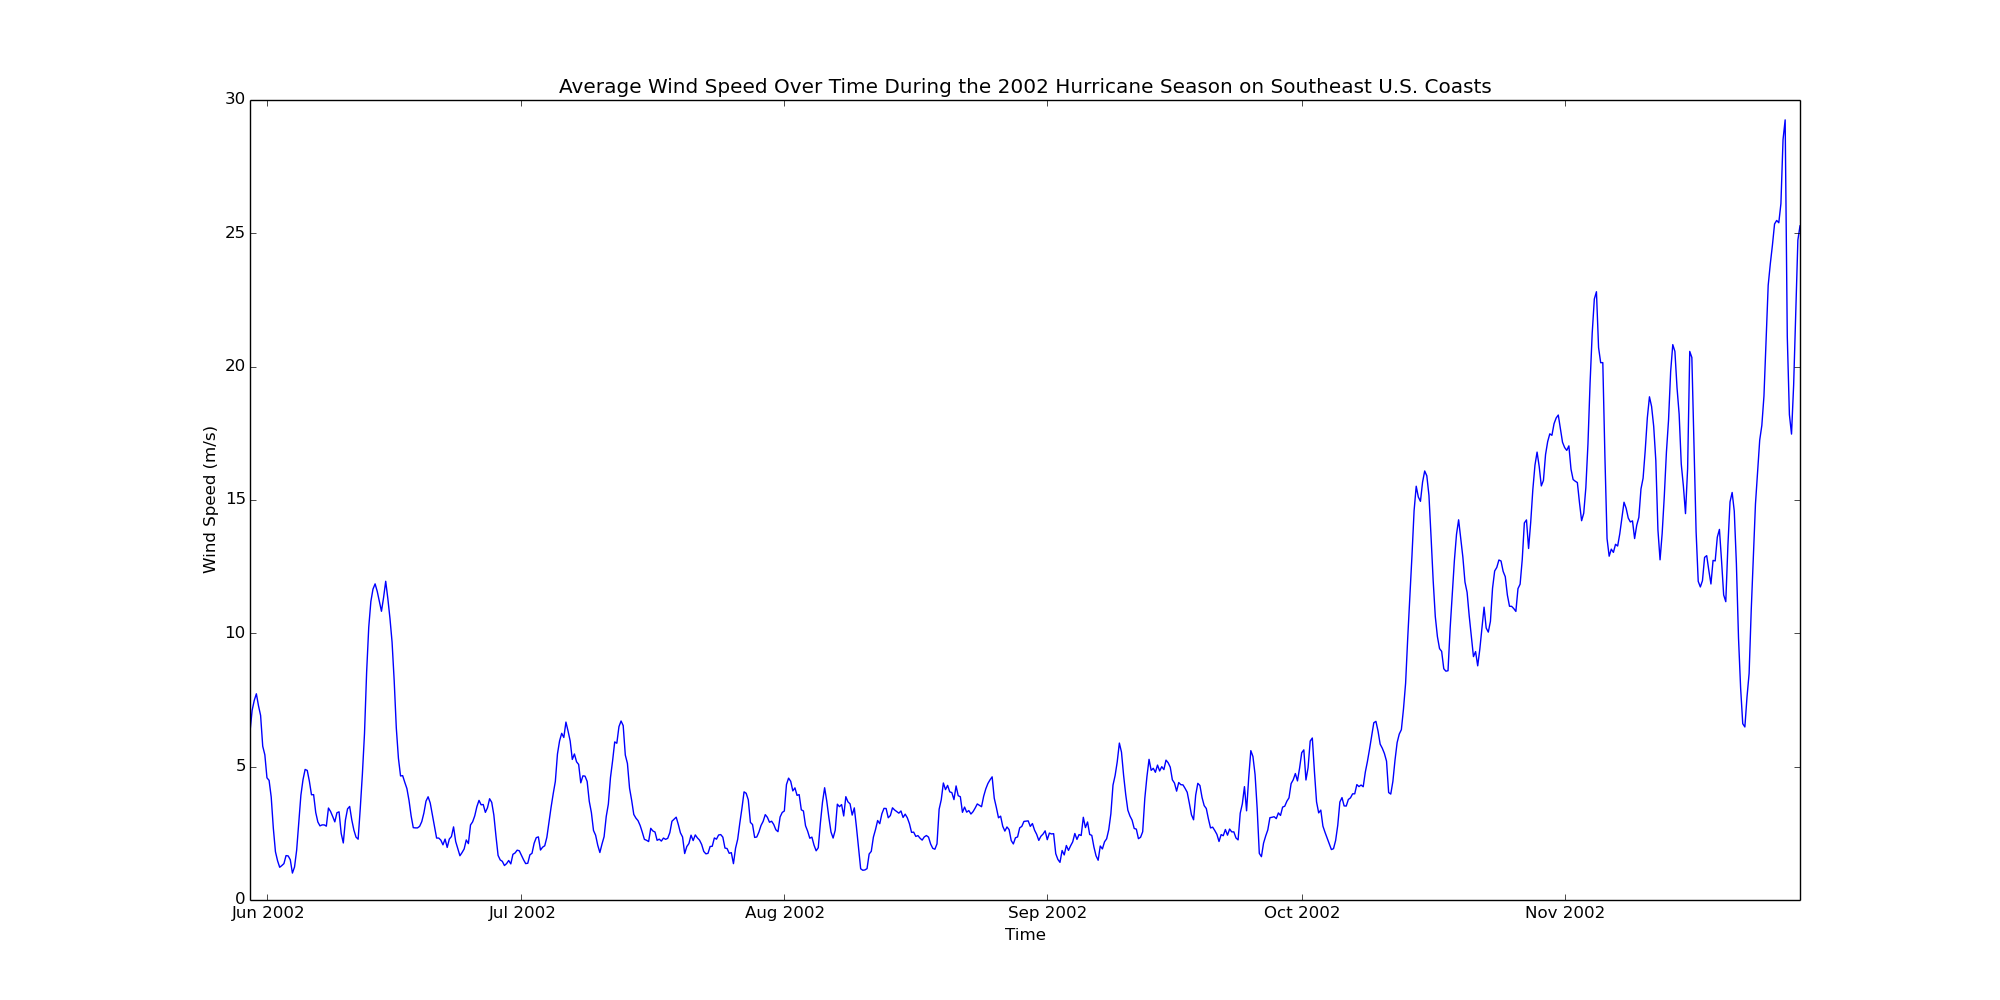 Average Wind Speed Over Time During the 2002 Hurricane Season on Southeast U.S. Coasts
30
25
20
15
10
5
0
Wind Speed (m/s)
Jun 2002 Jul 2002 Aug 2002 Sep 2002 Oct 2002 Nov 2002
Time